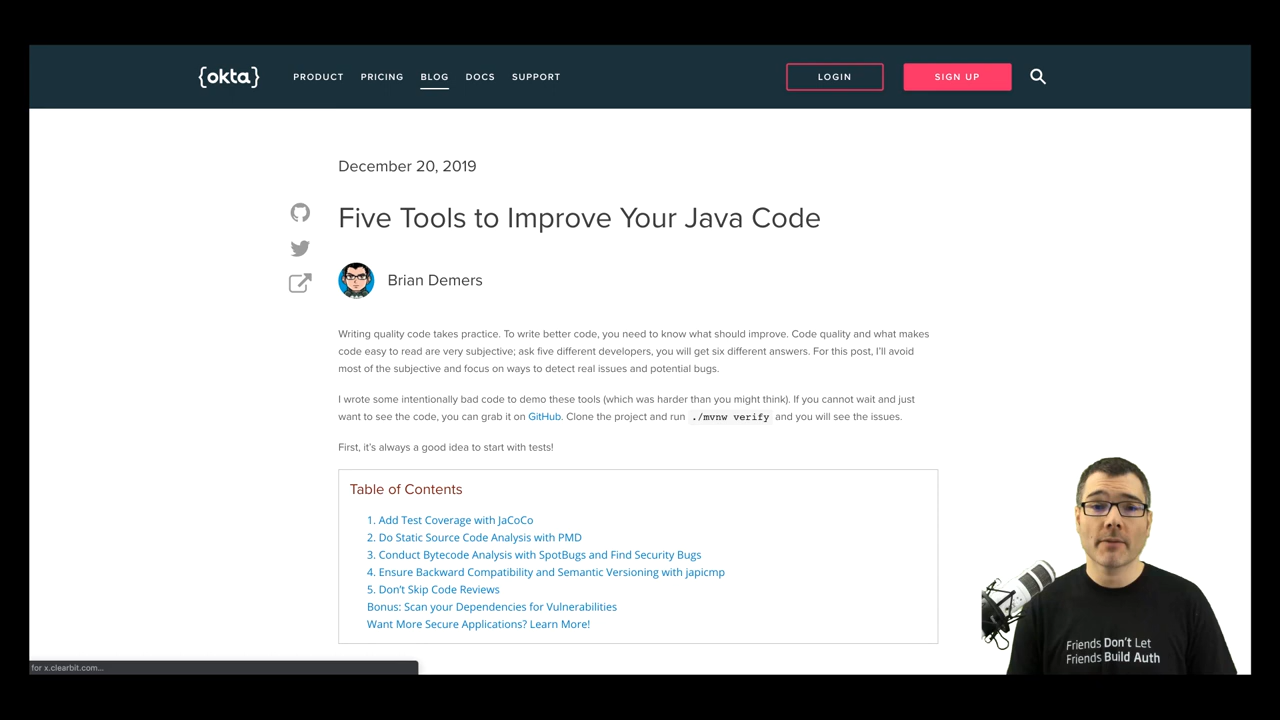 {okta}
PRODUCT PRICING BLOG DOCS SUPPORT
LOGIN
SIGN UP
December 20, 2019
Five Tools to Improve Your Java Code
Brian Demers
Writing quality code takes practice. To write better code, you need to know what should improve. Code quality and what makes
code easy to read are very subjective; ask five different developers, you will get six different answers. For this post, I'll avoid
most of the subjective and focus on ways to detect real issues and potential bugs.
I wrote some intentionally bad code to demo these tools (which was harder than you might think). If you cannot wait and just
want to see the code, you can grab it on GitHub. Clone the project and run ./mvnw verify and you will see the issues.
First, it's always a good idea to start with tests!
Table of Contents
1. Add Test Coverage with JaCoCo
2. Do Static Source Code Analysis with PMD
3. Conduct Bytecode Analysis with SpotBugs and Find Security Bugs
4. Ensure Backward Compatibility and Semantic Versioning with japicmp
5. Don't Skip Code Reviews
Bonus: Scan your Dependencies for Vulnerabilities
Want More Secure Applications? Learn More!
Friends Don't Let
Friends Build Auth
for x.clearbit.com...